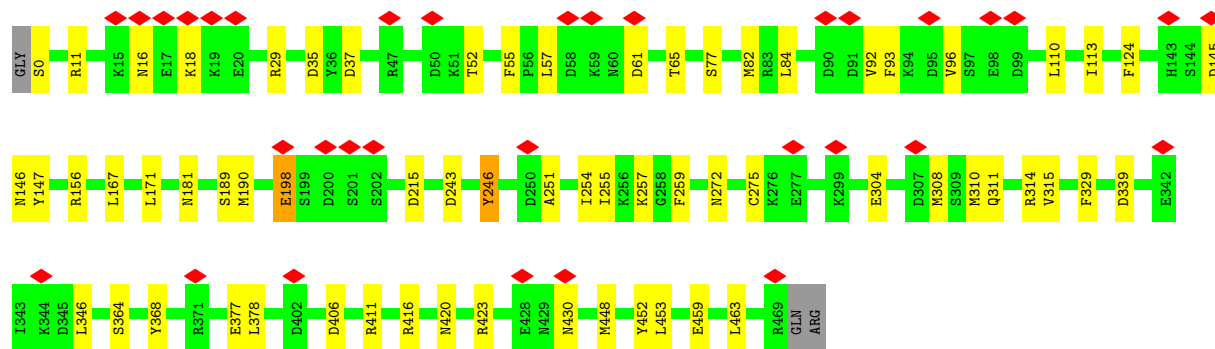 GLY S0 R11 K15 N16 E17 K18 K19 E20 R29 D35 Y36 D37 R47 D50 K51 T52 F55 P56 L57 D58 K59 N60 D61 T65 S77 M82 R83 L84 D90 D91 V92 F93 K94 D95 V96 S97 E98 D99 L110 I113 F124 H143 S144 D145
N146 Y147 R156 L167 L171 N181 S189 M190 E198 S199 D200 S201 S202 D215 D243 Y246 D250 A251 I254 I255 K256 K257 G258 F259 N272 C275 K276 E277 K299 E304 D307 M308 S309 M310 Q311 R314 V315 F329 D339 E342
I343 K344 D345 L346 S364 Y368 R371 E377 L378 D402 D406 R411 R416 N420 R423 E428 N429 N430 M448 Y452 L453 E459 L463 R469 GLN ARG